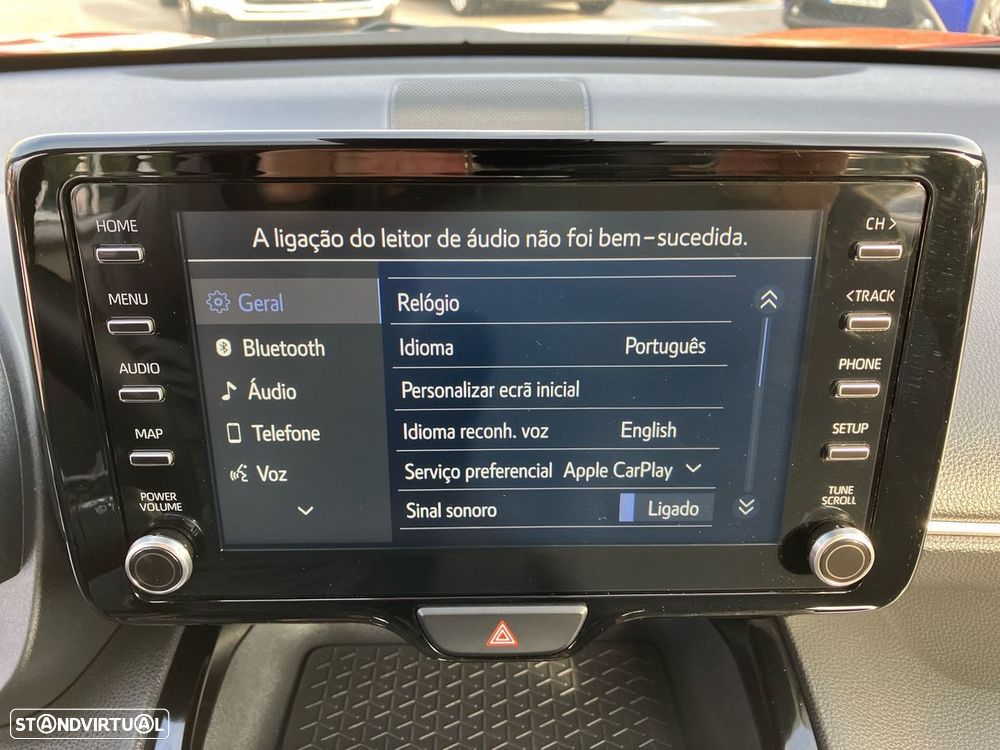 HOME
MENU
AUDIO
MAP
POWER
VOLUME
A ligação do leitor de áudio não foi bem-sucedida.
Geral
Bluetooth
Áudio
Telefone
Voz
Relógio
Idioma Português
Personalizar ecrã inicial
Idioma reconh. voz English
Serviço preferencial Apple CarPlay
Sinal sonoro Ligado
CH >
< TRACK
PHONE
SETUP
TUNE
SCROLL
STANDVIRTUAL